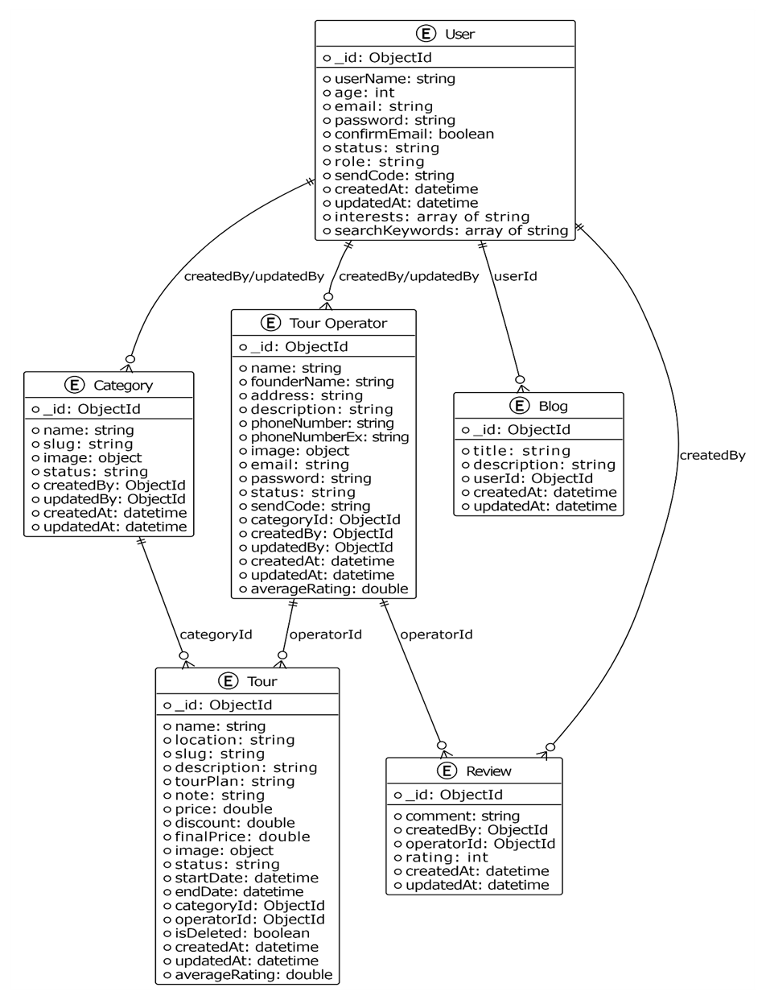 E User
_id: ObjectId
userName: string
age: int
email: string
password: string
confirmEmail: boolean
status: string
role: string
sendCode: string
createdAt: datetime
updatedAt: datetime
interests: array of string
searchKeywords: array of string
createdBy/updatedBy
createdBy/updatedBy
userId
createdBy
E Category
_id: ObjectId
name: string
slug: string
image: object
status: string
createdBy: ObjectId
updatedBy: ObjectId
createdAt: datetime
updatedAt: datetime
E Tour Operator
_id: ObjectId
name: string
founderName: string
address: string
description: string
phoneNumber: string
phoneNumberEx: string
image: object
email: string
password: string
status: string
sendCode: string
categoryId: ObjectId
createdBy: ObjectId
updatedBy: ObjectId
createdAt: datetime
updatedAt: datetime
averageRating: double
E Blog
_id: ObjectId
title: string
description: string
userId: ObjectId
createdAt: datetime
updatedAt: datetime
categoryId
operatorId
operatorId
E Tour
_id: ObjectId
name: string
location: string
slug: string
description: string
tourPlan: string
note: string
price: double
discount: double
finalPrice: double
image: object
status: string
startDate: datetime
endDate: datetime
categoryId: ObjectId
operatorId: ObjectId
isDeleted: boolean
createdAt: datetime
updatedAt: datetime
averageRating: double
E Review
_id: ObjectId
comment: string
createdBy: ObjectId
operatorId: ObjectId
rating: int
createdAt: datetime
updatedAt: datetime